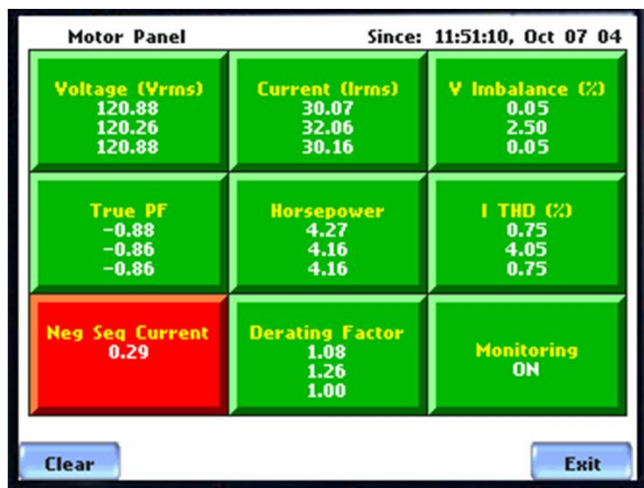 Motor Panel Since: 11:51:10, Oct 07 04
Voltage (Vrms)
120.88
120.26
120.88
Current (Irms)
30.07
32.06
30.16
V Imbalance (%)
0.05
2.50
0.05
True PF
-0.88
-0.86
-0.86
Horsepower
4.27
4.16
4.16
I THD (%)
0.75
4.05
0.75
Neg Seq Current
0.29
Derating Factor
1.08
1.26
1.00
Monitoring
ON
Clear
Exit